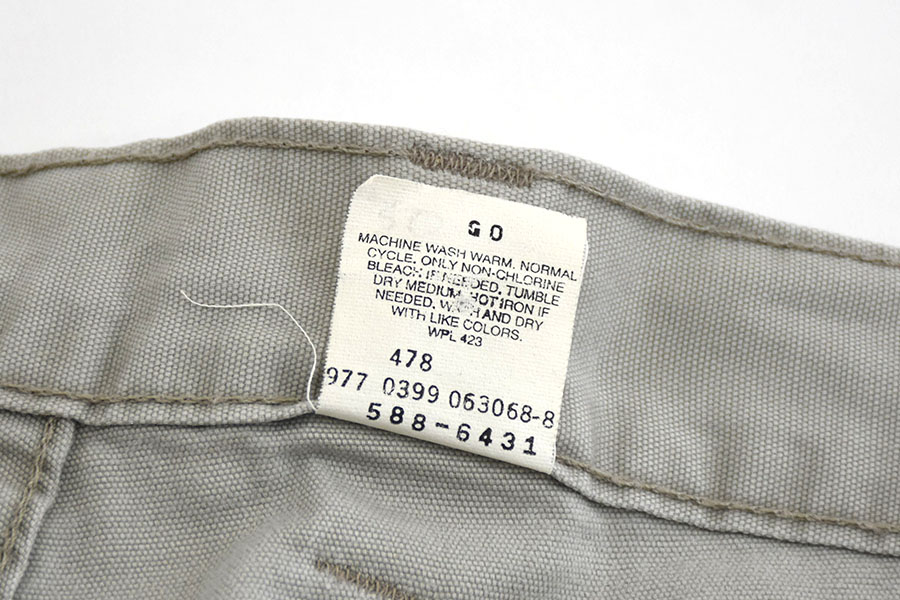 GO
MACHINE WASH WARM. NORMAL
CYCLE. ONLY NON-CHLORINE
BLEACH IF NEEDED. TUMBLE
DRY MEDIUM. HOT IRON IF
NEEDED. WASH AND DRY
WITH LIKE COLORS.
WPL 423
478
977 0399 063068-8
588-6431